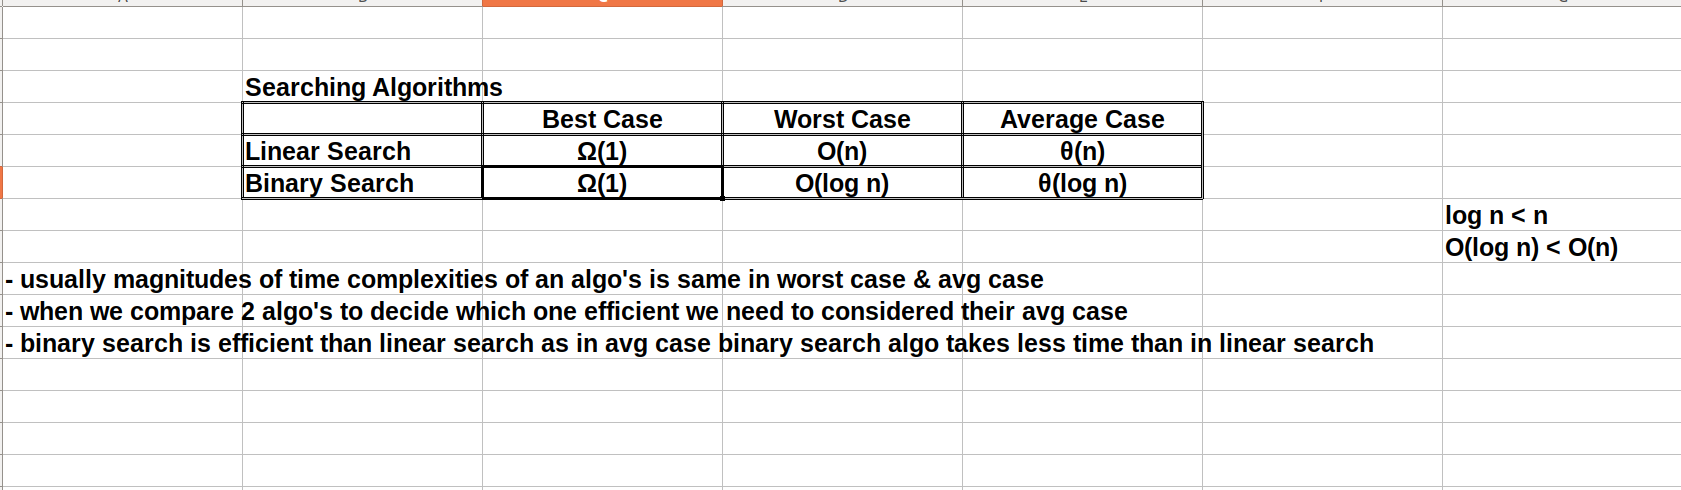 Searching Algorithms
Best Case Worst Case Average Case
Linear Search Ω(1) O(n) θ(n)
Binary Search Ω(1) O(log n) θ(log n)
log n < n
O(log n) < O(n)
- usually magnitudes of time complexities of an algo's is same in worst case & avg case
- when we compare 2 algo's to decide which one efficient we need to considered their avg case
- binary search is efficient than linear search as in avg case binary search algo takes less time than in linear search